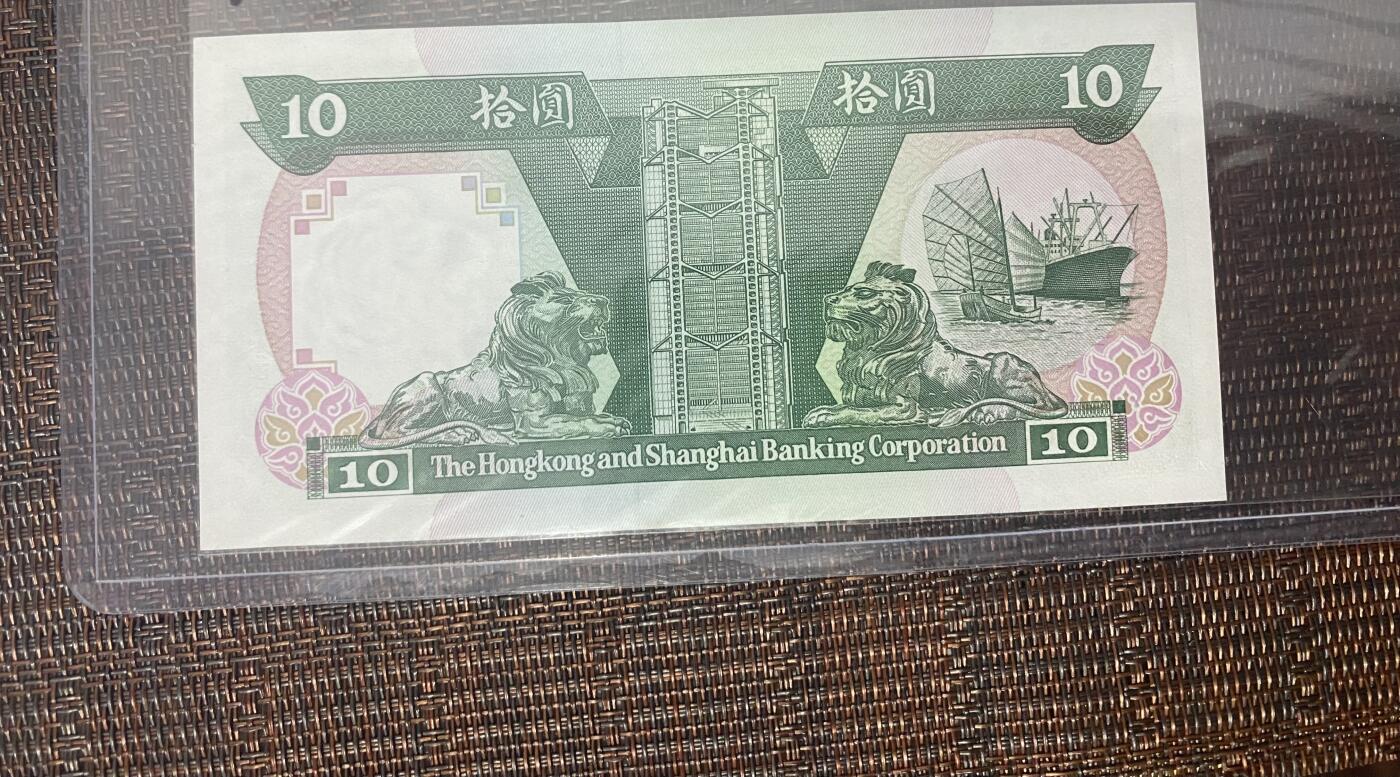 10 拾圓 拾圓 10
10 The Hongkong and Shanghai Banking Corporation 10